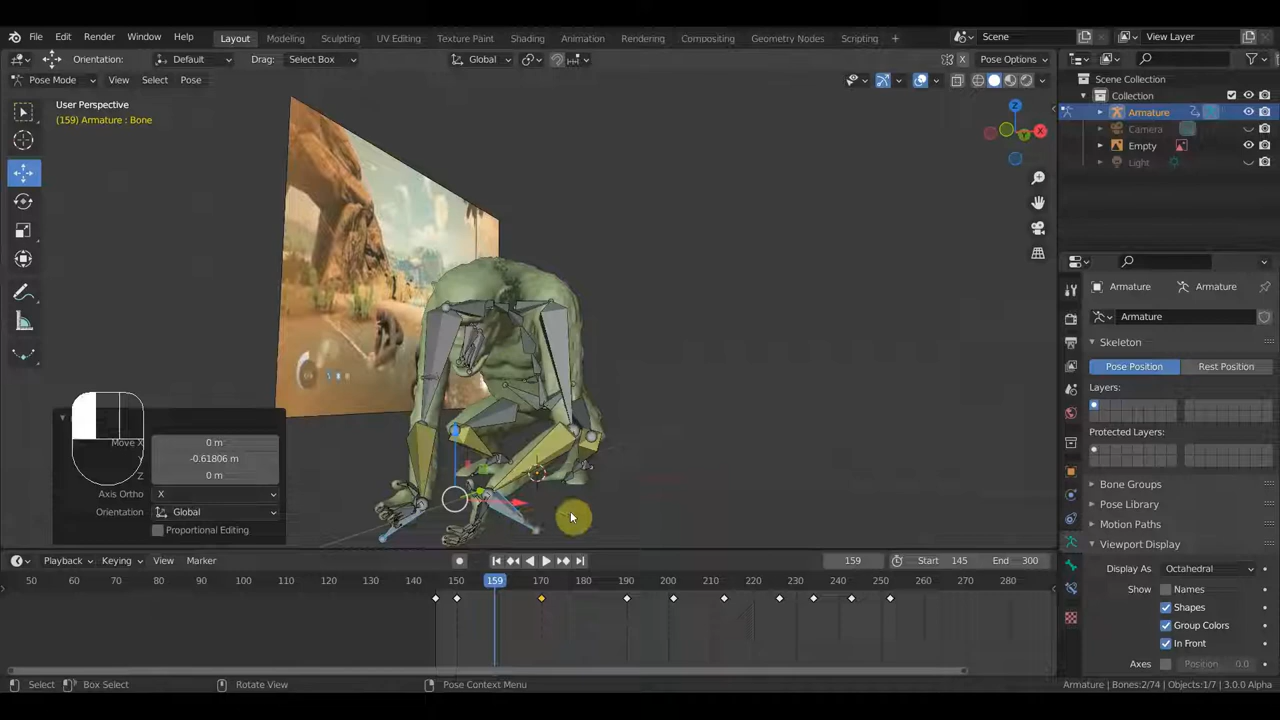 File Edit Render Window Help Layout Modeling Sculpting UV Editing Texture Paint Shading Animation Rendering Compositing Geometry Nodes Scripting + Scene View Layer
Orientation: Default Drag: Select Box Global Pose Options
Pose Mode View Select Pose
Scene Collection
Collection
Armature
Camera
Empty
Light
User Perspective
(159) Armature : Bone
Z
X
Y
Armature Armature
Armature
Skeleton
Pose Position Rest Position
Layers:
Protected Layers:
Bone Groups
Pose Library
Motion Paths
Viewport Display
Display As Octahedral
Show Names
Shapes
Group Colors
In Front
Axes Position 0.0
Move X 0 m
-0.61806 m
0 m
Axis Ortho X
Orientation Global
Proportional Editing
Playback Keying View Marker 159 Start 145 End 300
50 60 70 80 90 100 110 120 130 140 150 159 170 180 190 200 210 220 230 240 250 260 270 280
Select Box Select Rotate View Pose Context Menu Armature | Bones:2/74 | Objects:1/7 | 3.0.0 Alpha